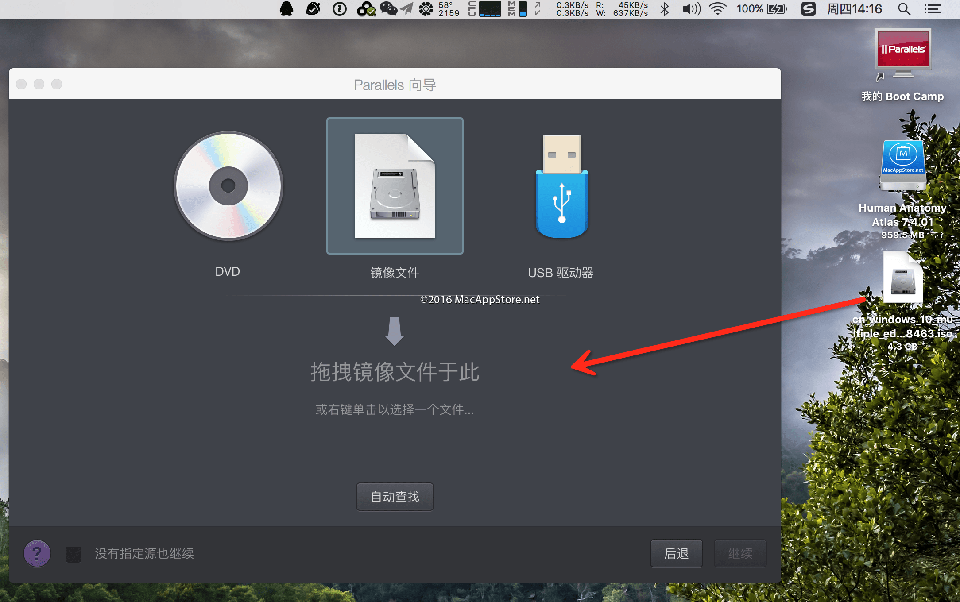 58°
2159
0.3KB/s
0.3KB/s
R: 45KB/s
W: 637KB/s
100%
周四14:16
Parallels 向导
DVD
镜像文件
USB 驱动器
©2016 MacAppStore.net
拖拽镜像文件于此
或右键单击以选择一个文件...
自动查找
?
没有指定源也继续
后退
继续
Parallels
我的 Boot Camp
MacAppStore.net
Human Anatomy
Atlas 7.4.01
958.5 MB
cn_windows_10_mu
ltiple_ed...8463.iso
4.3 GB